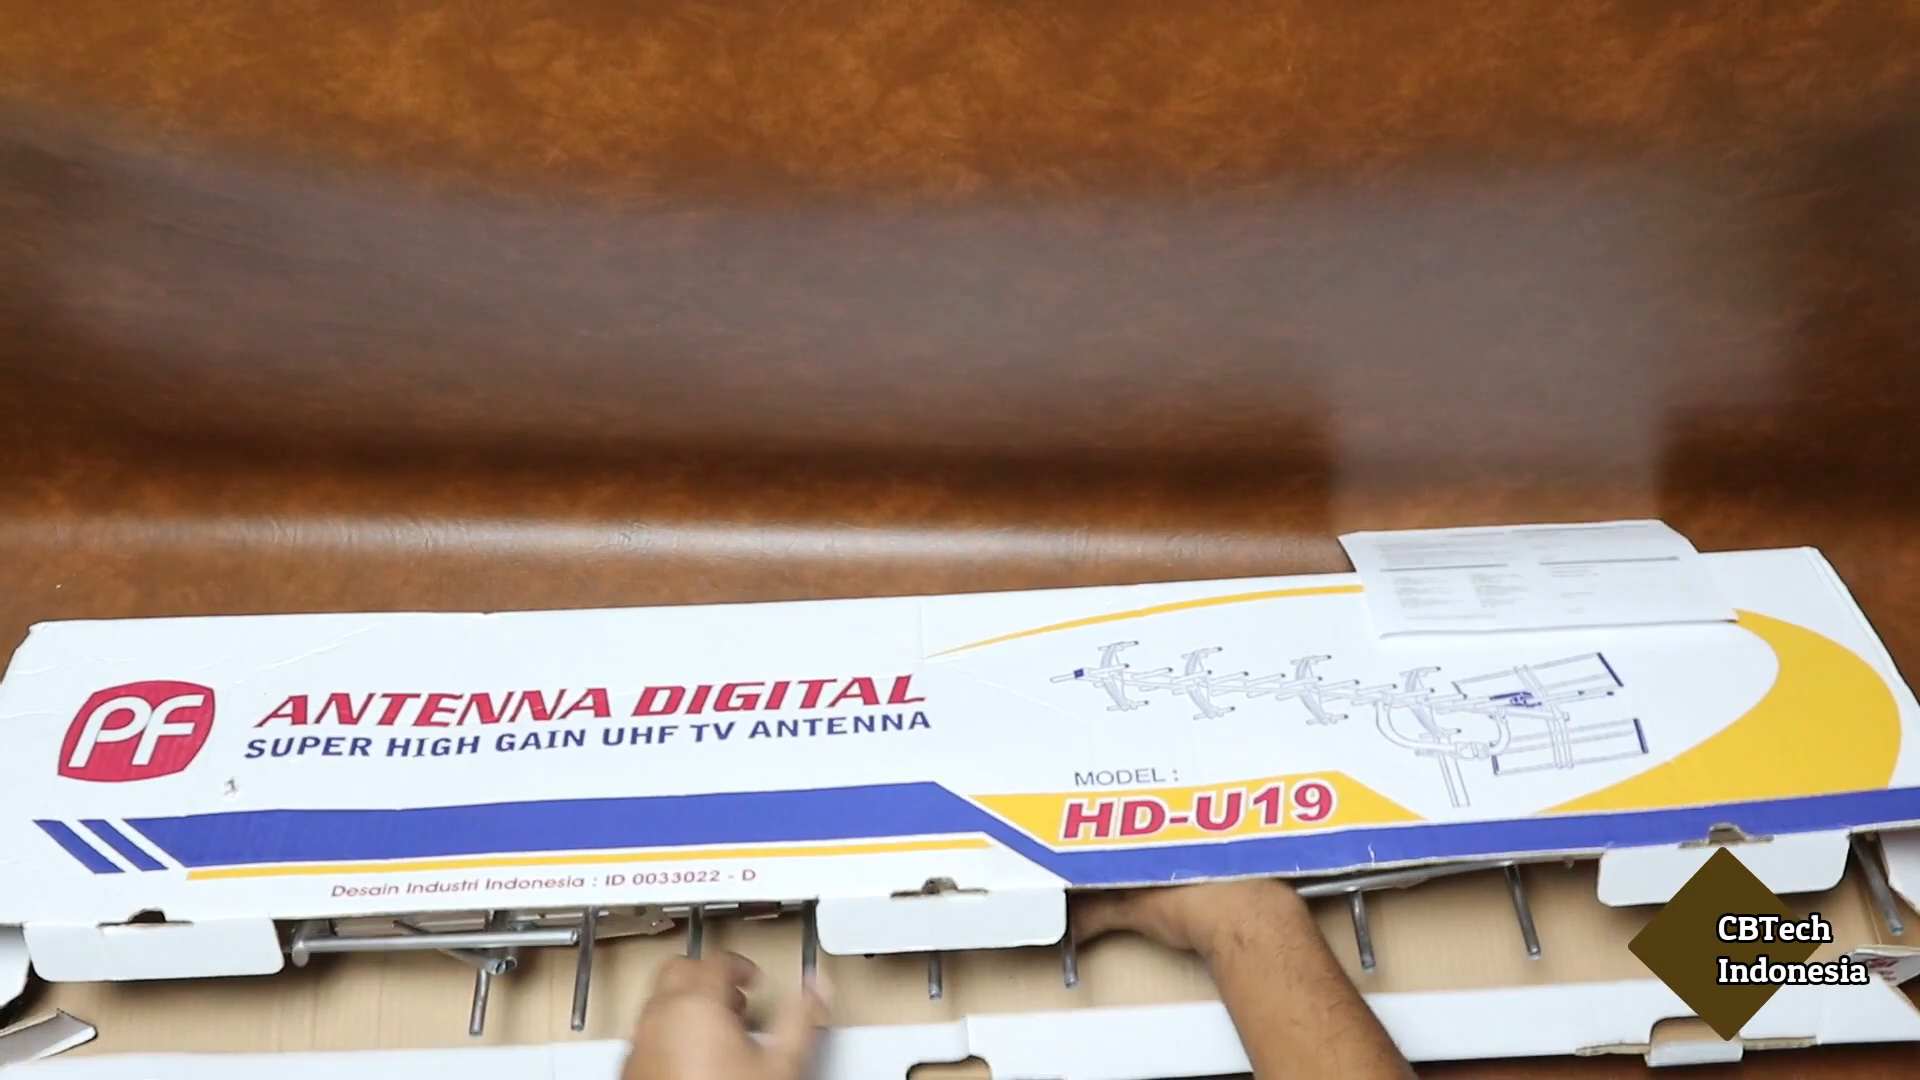 PF
ANTENNA DIGITAL
SUPER HIGH GAIN UHF TV ANTENNA
MODEL :
HD-U19
Desain Industri Indonesia : ID 0033022 - D
CBTech
Indonesia